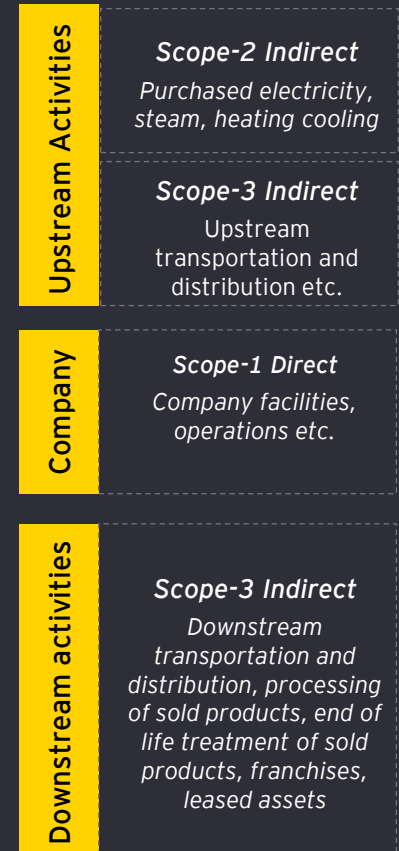 Upstream Activities
Scope-2 Indirect
Purchased electricity,
steam, heating cooling
Scope-3 Indirect
Upstream
transportation and
distribution etc.
Company
Scope-1 Direct
Company facilities,
operations etc.
Downstream activities
Scope-3 Indirect
Downstream
transportation and
distribution, processing
of sold products, end of
life treatment of sold
products, franchises,
leased assets